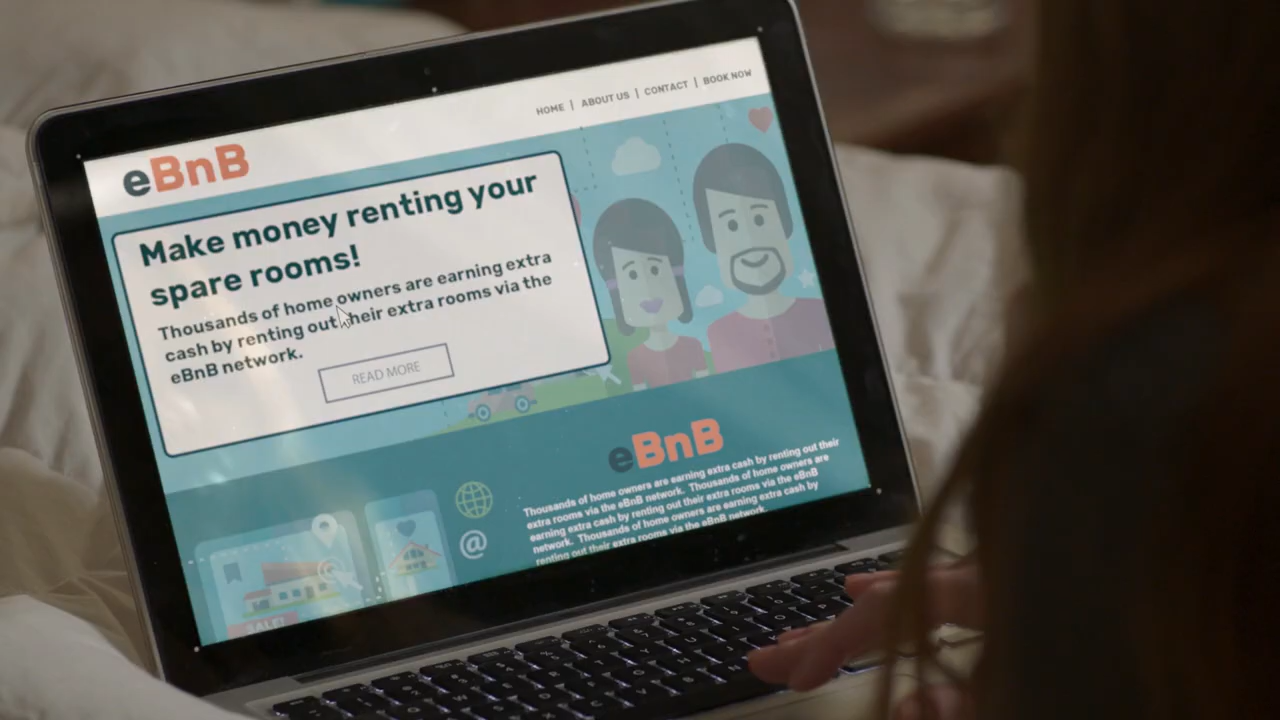 HOME | ABOUT US | CONTACT | BOOK NOW
eBnB
Make money renting your
spare rooms!
Thousands of home owners are earning extra
cash by renting out their extra rooms via the
eBnB network.
READ MORE
eBnB
Thousands of home owners are earning extra cash by renting out their
extra rooms via the eBnB network. Thousands of home owners are
earning extra cash by renting out their extra rooms via the eBnB
network. Thousands of home owners are earning extra cash by
renting out their extra rooms via the eBnB network.
@
SALE!